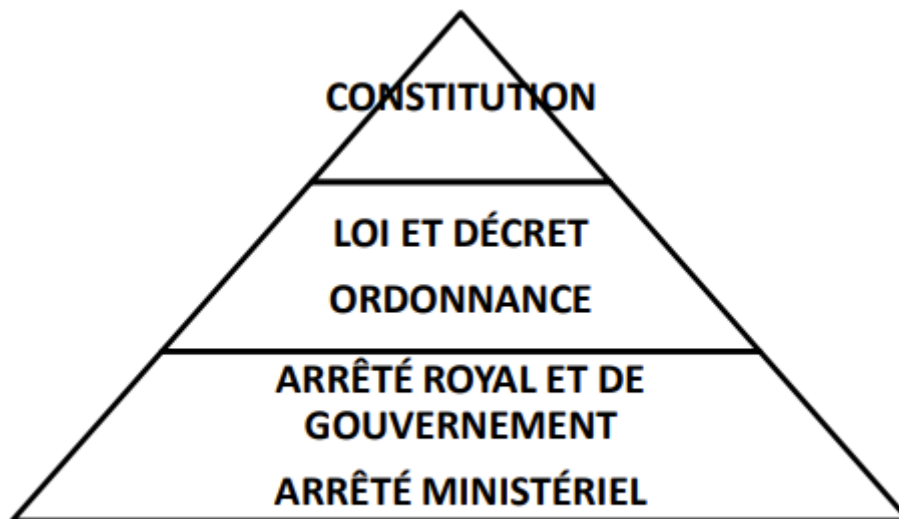 CONSTITUTION
LOI ET DÉCRET
ORDONNANCE
ARRÊTÉ ROYAL ET DE
GOUVERNEMENT
ARRÊTÉ MINISTÉRIEL